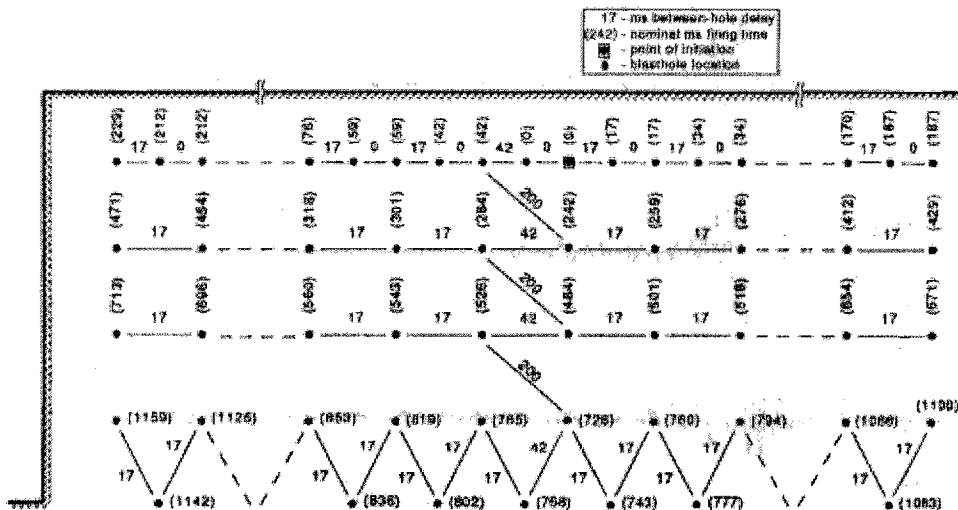 17 - ms between-hole delay
(242) - nominal ms firing time
- point of initiation
- blasthole location
(229) (212) (212) (76) (59) (59) (42) (42) (0) (0) (17) (17) (34) (34) (170) (187) (187)
17 0 17 0 17 0 42 0 17 0 17 0 17 0
200
(471) (454) (318) (301) (284) (242) (259) (276) (412) (429)
17 17 17 42 17 17 17
200
(713) (696) (560) (543) (526) (484) (501) (518) (654) (671)
17 17 17 42 17 17 17
200
(1159) (1125) (853) (819) (785) (726) (760) (794) (1066) (1100)
17 17 17 17 42 17 17 17
17 17 17 17 17 17 17
(1142) (836) (802) (768) (743) (777) (1083)